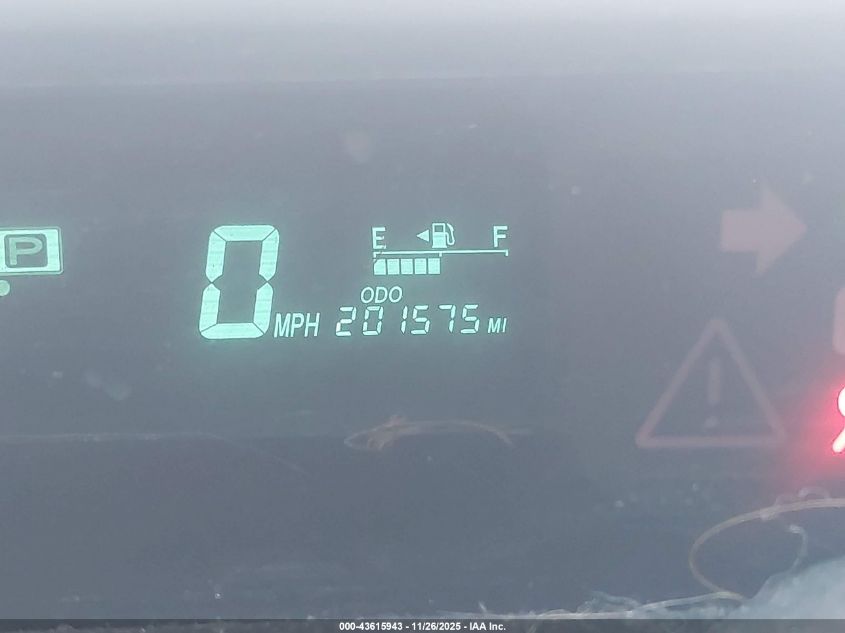 P
0 MPH
E F
ODO
201575 MI
000-43615943 - 11/26/2025 - IAA Inc.